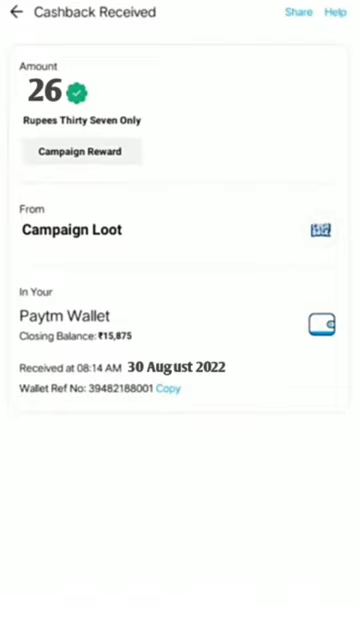 Cashback Received Share Help
Amount
26
Rupees Thirty Seven Only
Campaign Reward
From
Campaign Loot
In Your
Paytm Wallet
Closing Balance: ₹15,875
Received at 08:14 AM 30 August 2022
Wallet Ref No: 39482188001 Copy